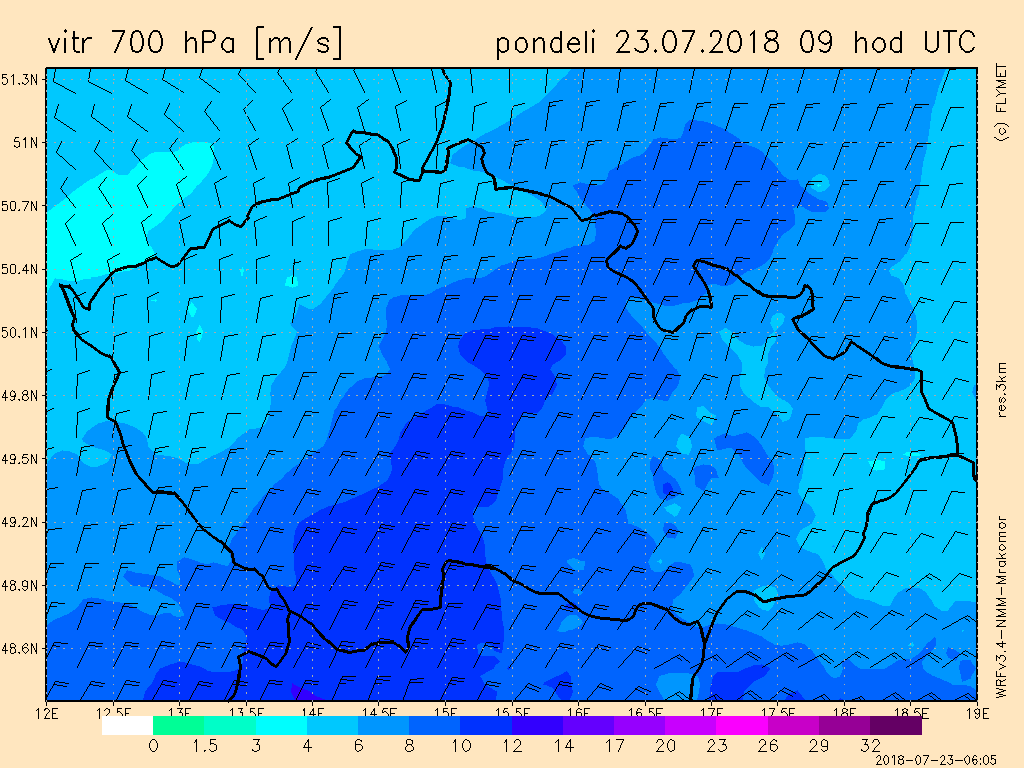 vitr 700 hPa [m/s]
pondeli 23.07.2018 09 hod UTC
51.3N
51N
50.7N
50.4N
50.1N
49.8N
49.5N
49.2N
48.9N
48.6N
12E 12.5E 13E 13.5E 14E 14.5E 15E 15.5E 16E 16.5E 17E 17.5E 18E 18.5E 19E
0 1.5 3 4 6 8 10 12 14 17 20 23 26 29 32
(c) FLYMET
res.3km
WRFv3.4-NMM-Mrakomor
2018-07-23-06:05